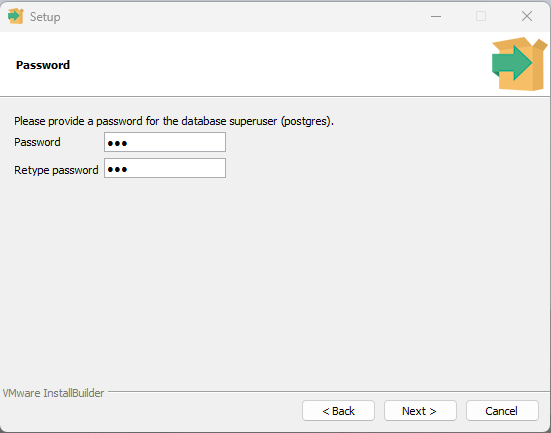 Setup
Password
Please provide a password for the database superuser (postgres).
Password •••
Retype password •••
VMware InstallBuilder
< Back Next > Cancel